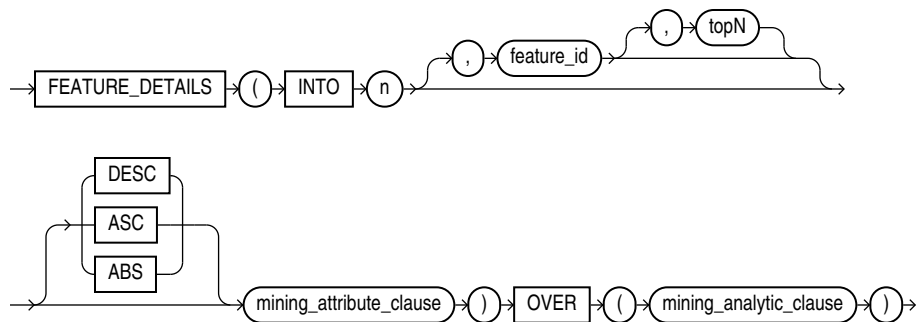 , topN
, feature_id
FEATURE_DETAILS ( INTO n
DESC
ASC
ABS
mining_attribute_clause ) OVER ( mining_analytic_clause )